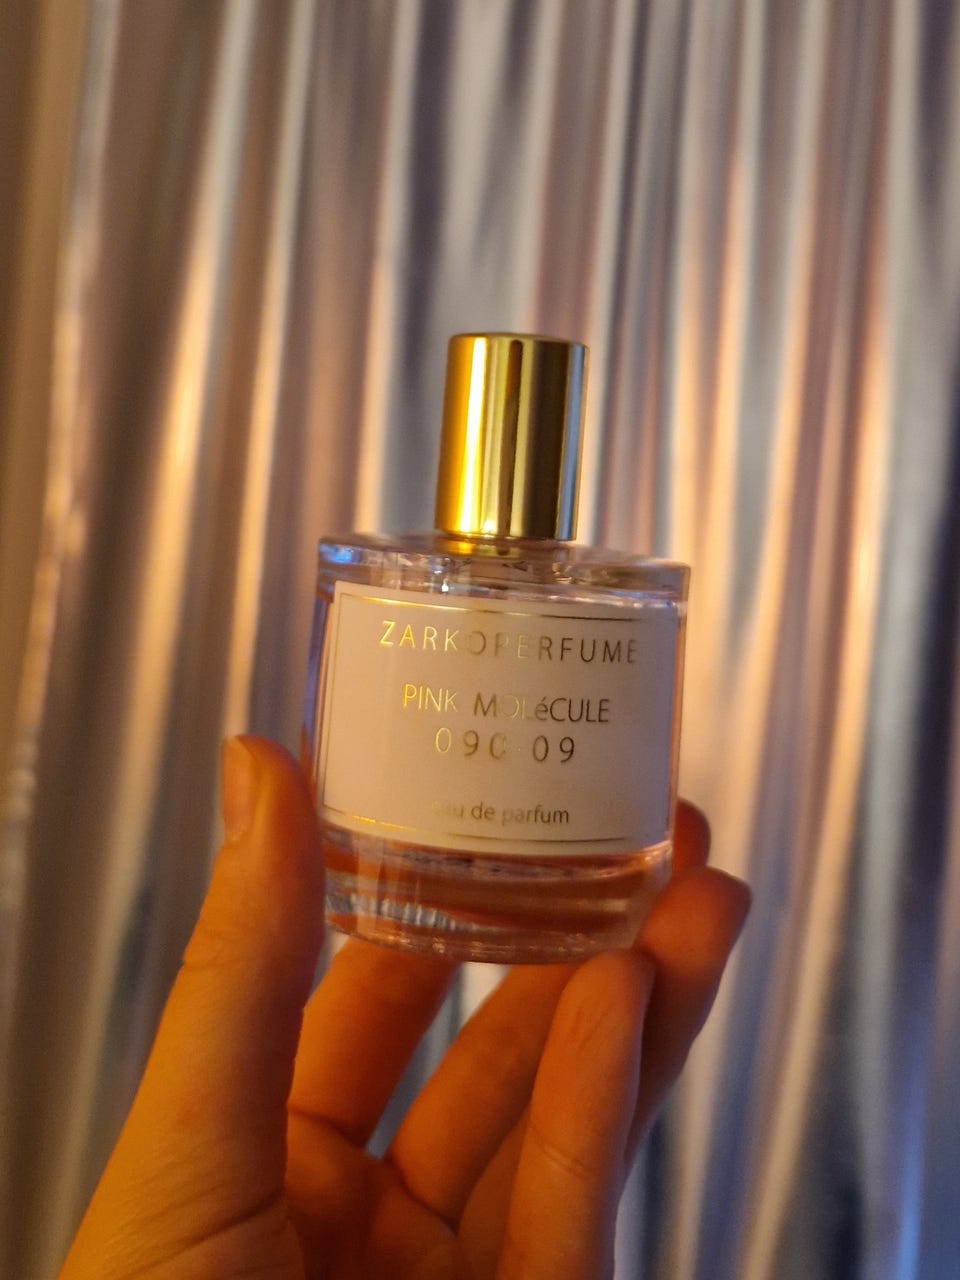 ZARKOPERFUME
PINK MOLéCULE
090·09
eau de parfum